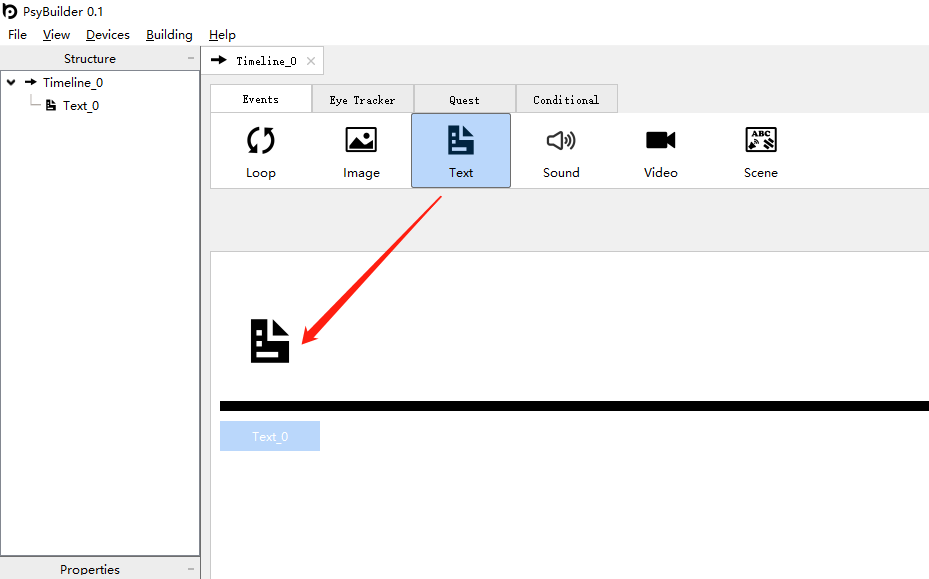 PsyBuilder 0.1
File View Devices Building Help
Structure
Timeline_0
Text_0
Timeline_0
Events Eye Tracker Quest Conditional
Loop Image Text Sound Video Scene
ABC
Text_0
Properties